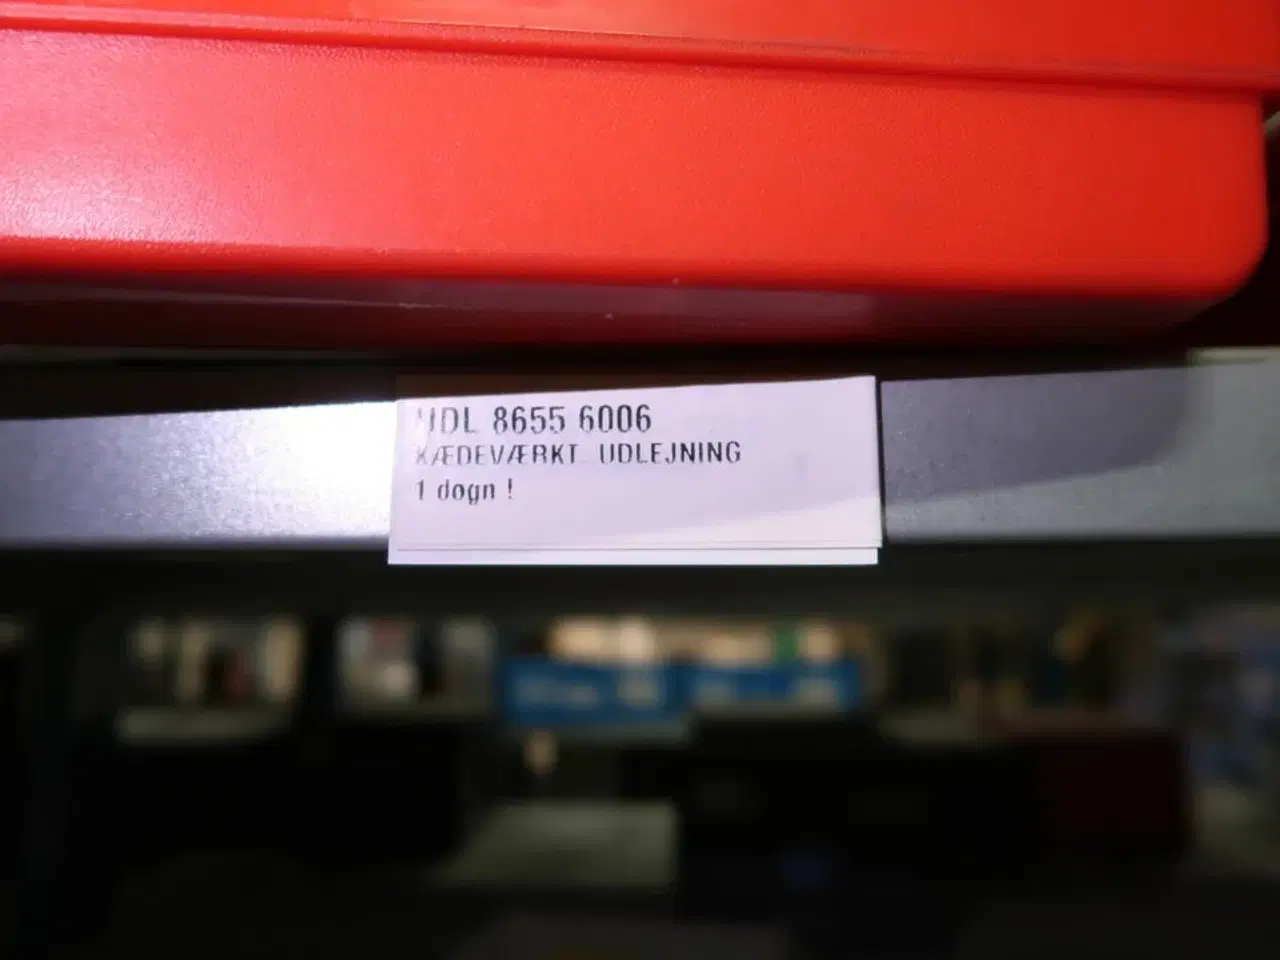 UDL 8655 6006
KÆDEVÆRKT. UDLEJNING
1 døgn !